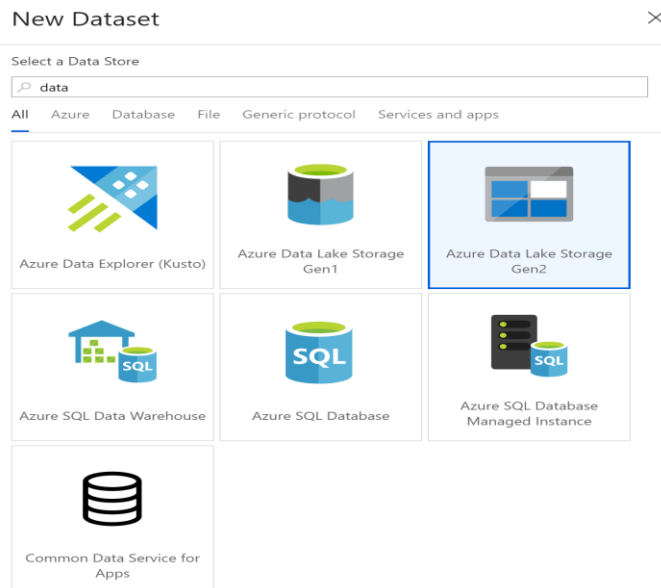 New Dataset
Select a Data Store
data
All Azure Database File Generic protocol Services and apps
Azure Data Explorer (Kusto)
Azure Data Lake Storage
Gen1
Azure Data Lake Storage
Gen2
SQL
Azure SQL Data Warehouse
SQL
Azure SQL Database
SQL
Azure SQL Database
Managed Instance
Common Data Service for
Apps